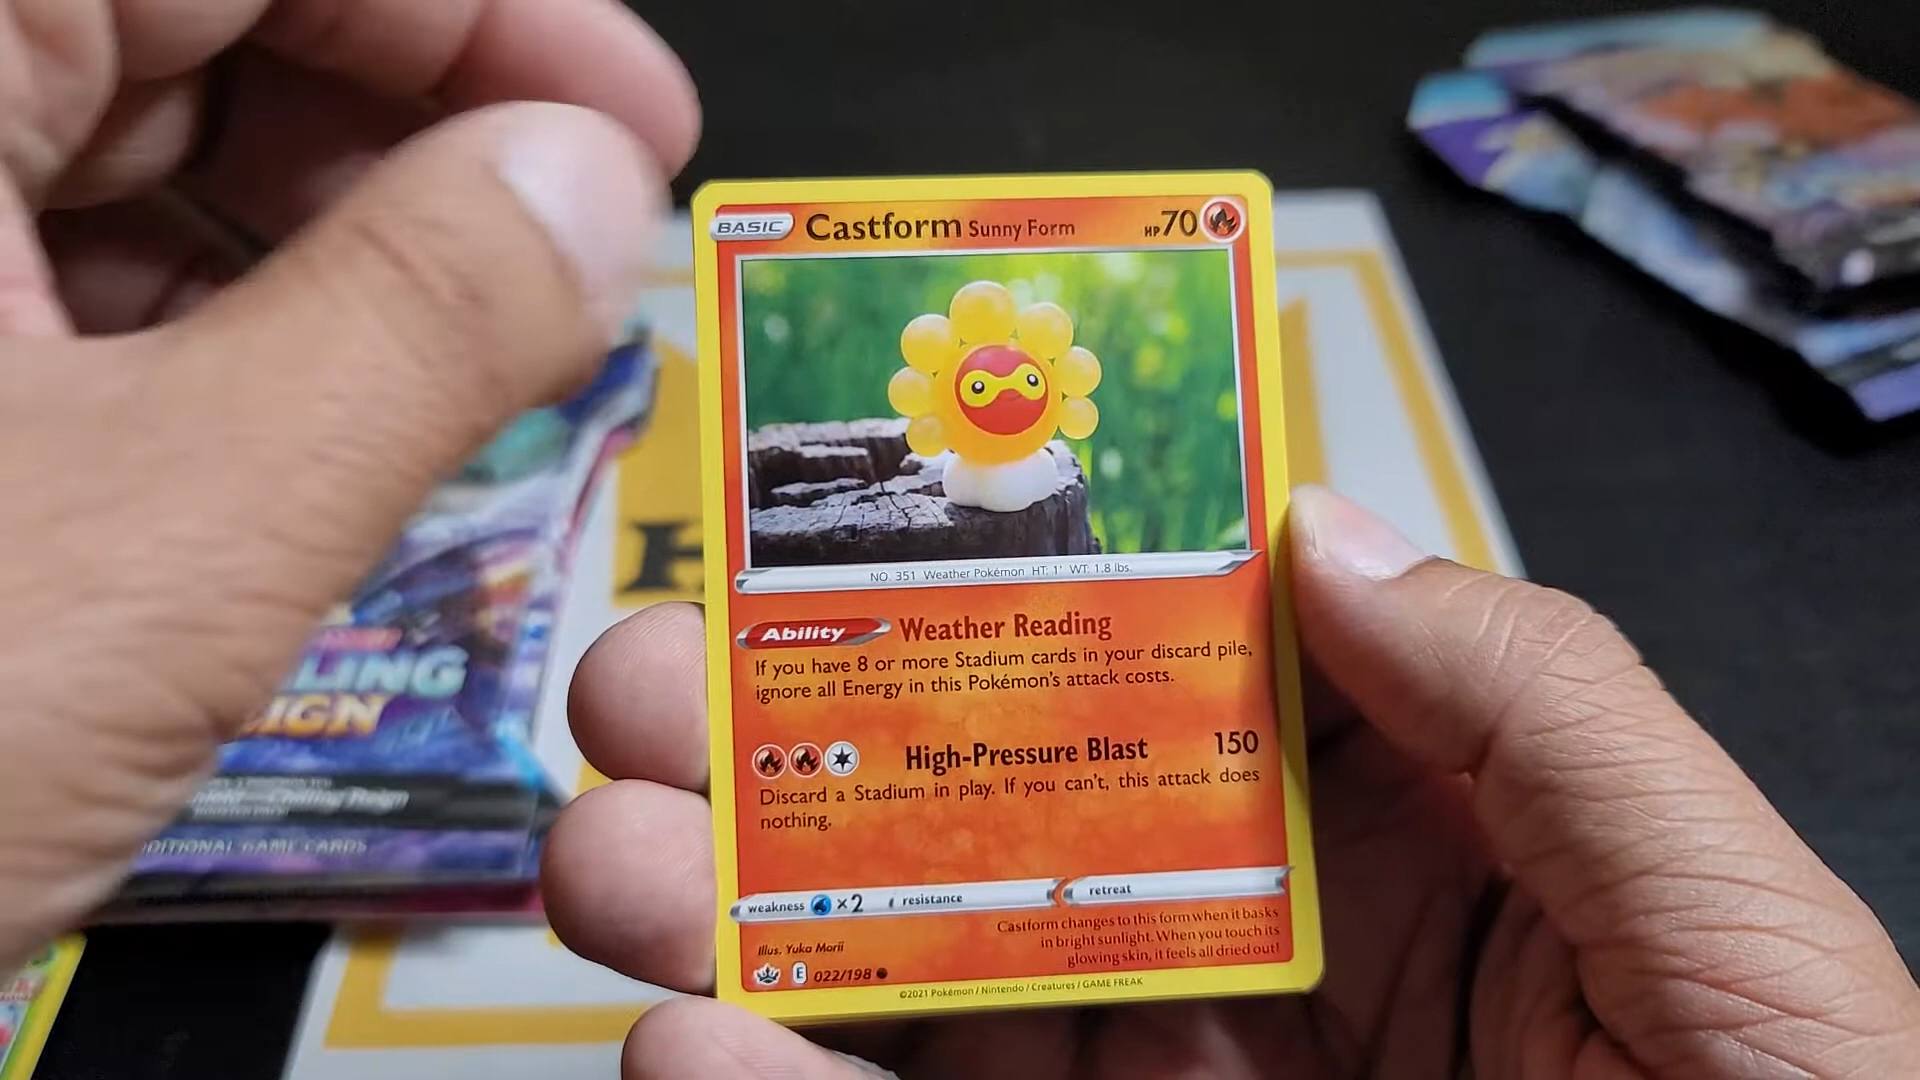 BASIC Castform Sunny Form HP 70
NO. 351 Weather Pokémon HT: 1' WT: 1.8 lbs.
Ability Weather Reading
If you have 8 or more Stadium cards in your discard pile,
ignore all Energy in this Pokémon's attack costs.
High-Pressure Blast 150
Discard a Stadium in play. If you can't, this attack does
nothing.
weakness ×2 resistance retreat
Castform changes to this form when it basks
in bright sunlight. When you touch its
glowing skin, it feels all dried out!
Illus. Yuka Morii
E 022/198
©2021 Pokémon / Nintendo / Creatures / GAME FREAK
H
LING
IGN
Chilling Reign
DITIONAL GAME CARDS